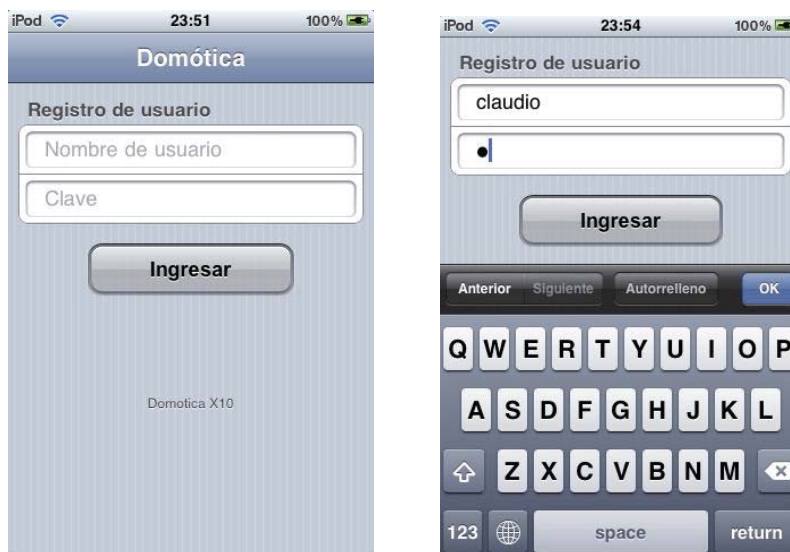 iPod 23:51 100%
Domótica
Registro de usuario
Nombre de usuario
Clave
Ingresar
Domotica X10
iPod 23:54 100%
Registro de usuario
claudio
●
Ingresar
Anterior Siguiente Autorrelleno OK
Q W E R T Y U I O P
A S D F G H J K L
Z X C V B N M
123 space return